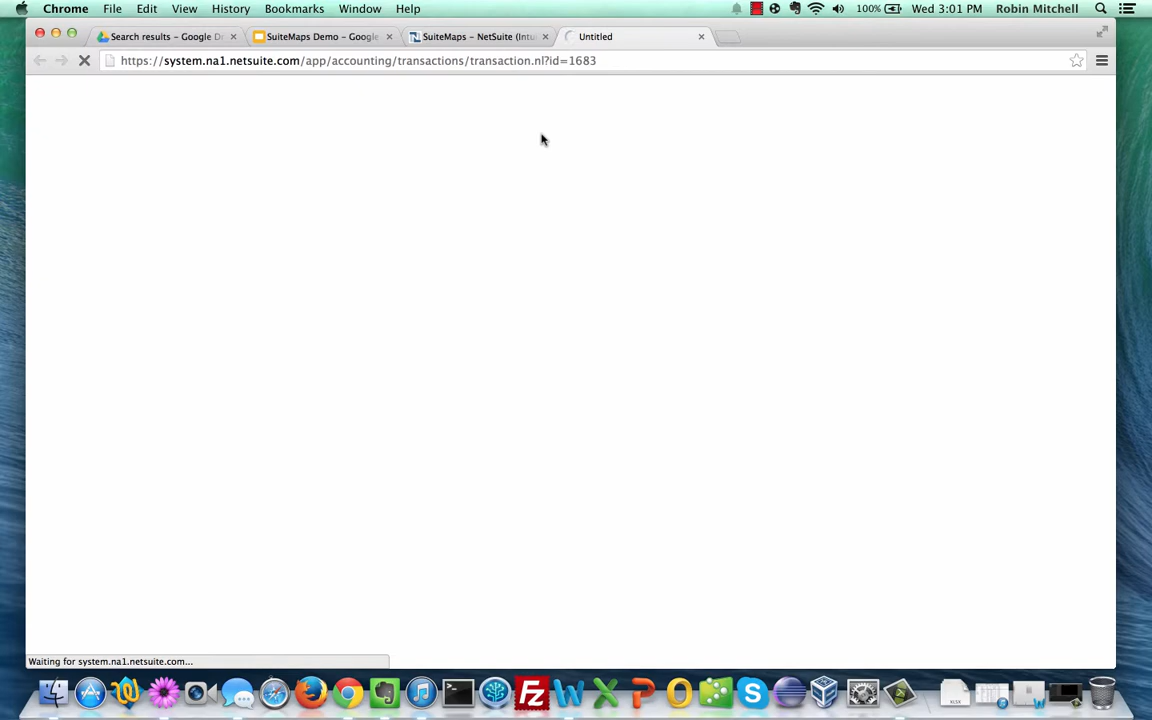 Chrome File Edit View History Bookmarks Window Help 100% Wed 3:01 PM Robin Mitchell
Search results – Google Dr SuiteMaps Demo – Google SuiteMaps – NetSuite (Intu Untitled
https://system.na1.netsuite.com/app/accounting/transactions/transaction.nl?id=1683
Waiting for system.na1.netsuite.com...
Fz W X P O S
XLSX